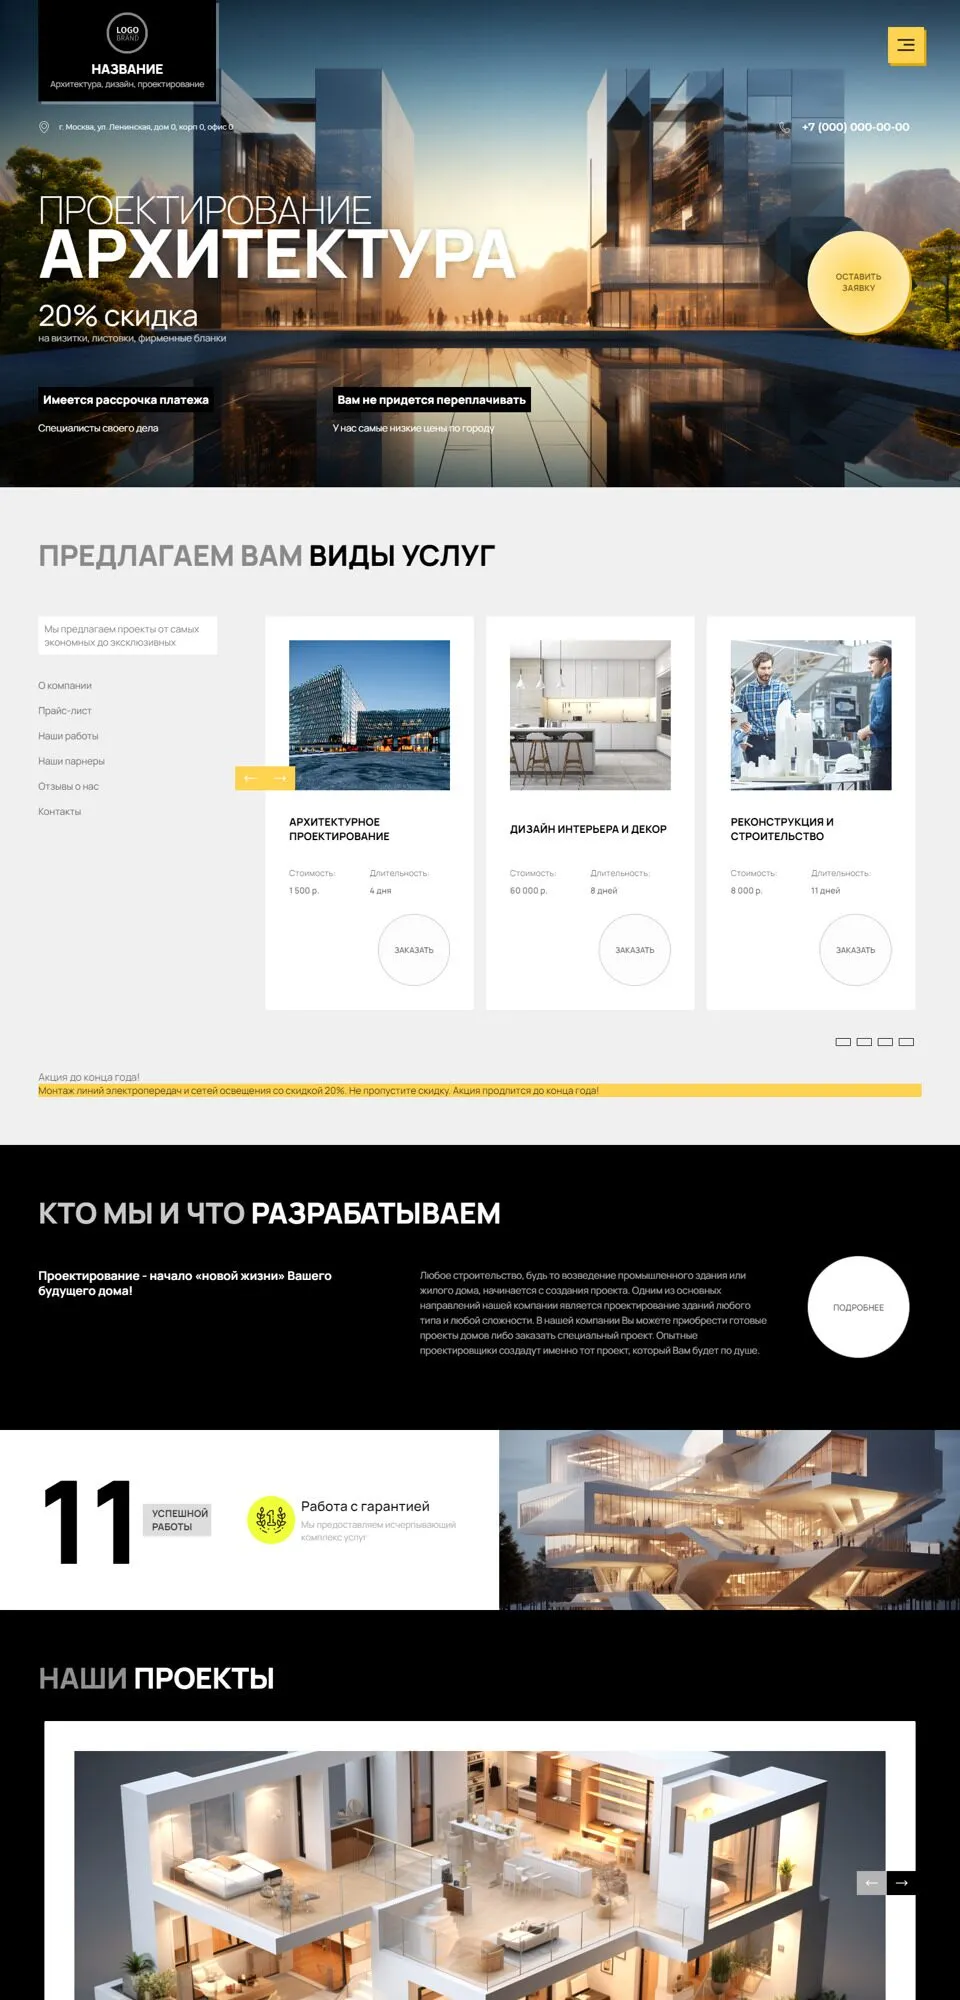 LOGO
BRAND
НАЗВАНИЕ
Архитектура, дизайн, проектирование
г. Москва, ул. Ленинская, дом 0, корп 0, офис 0
+7 (000) 000-00-00
ПРОЕКТИРОВАНИЕ
АРХИТЕКТУРА
20% скидка
на визитки, листовки, фирменные бланки
ОСТАВИТЬ
ЗАЯВКУ
Имеется рассрочка платежа
Специалисты своего дела
Вам не придется переплачивать
У нас самые низкие цены по городу
ПРЕДЛАГАЕМ ВАМ ВИДЫ УСЛУГ
Мы предлагаем проекты от самых
экономных до эксклюзивных
О компании
Прайс-лист
Наши работы
Наши парнеры
Отзывы о нас
Контакты
АРХИТЕКТУРНОЕ
ПРОЕКТИРОВАНИЕ
Стоимость: Длительность:
1 500 р. 4 дня
ЗАКАЗАТЬ
ДИЗАЙН ИНТЕРЬЕРА И ДЕКОР
Стоимость: Длительность:
60 000 р. 8 дней
ЗАКАЗАТЬ
РЕКОНСТРУКЦИЯ И
СТРОИТЕЛЬСТВО
Стоимость: Длительность:
8 000 р. 11 дней
ЗАКАЗАТЬ
Акция до конца года!
Монтаж линий электропередач и сетей освещения со скидкой 20%. Не пропустите скидку. Акция продлится до конца года!
КТО МЫ И ЧТО РАЗРАБАТЫВАЕМ
Проектирование - начало «новой жизни» Вашего
будущего дома!
Любое строительство, будь то возведение промышленного здания или
жилого дома, начинается с создания проекта. Одним из основных
направлений нашей компании является проектирование зданий любого
типа и любой сложности. В нашей компании Вы можете приобрести готовые
проекты домов либо заказать специальный проект. Опытные
проектировщики создадут именно тот проект, который Вам будет по душе.
ПОДРОБНЕЕ
11
УСПЕШНОЙ
РАБОТЫ
1
Работа с гарантией
Мы предоставляем исчерпывающий
комплекс услуг
НАШИ ПРОЕКТЫ